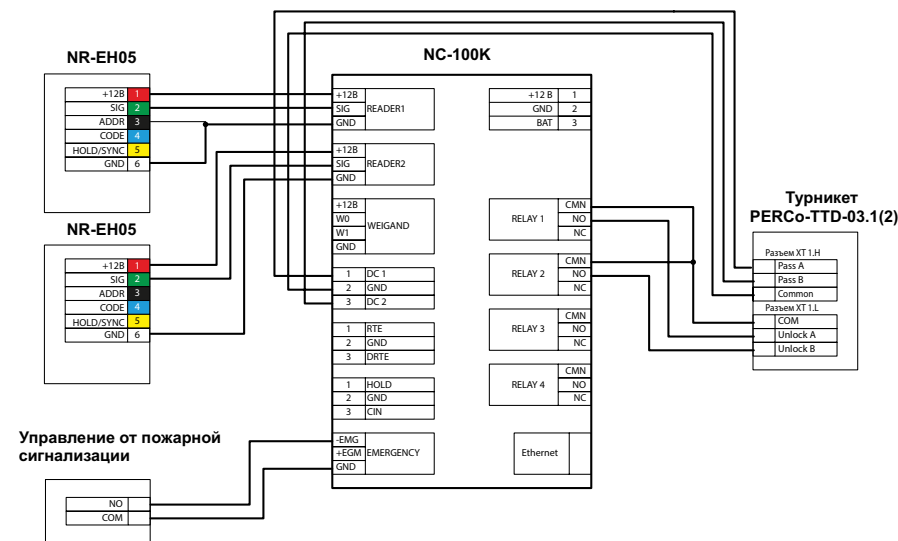 NR-EH05
+12В 1
SIG 2
ADDR 3
CODE 4
HOLD/SYNC 5
GND 6
NR-EH05
+12В 1
SIG 2
ADDR 3
CODE 4
HOLD/SYNC 5
GND 6
Управление от пожарной
сигнализации
NO
COM
NC-100K
+12В
SIG READER1
GND
+12В
SIG READER2
GND
+12В
W0 WEIGAND
W1
GND
1 DC 1
2 GND
3 DC 2
1 RTE
2 GND
3 DRTE
1 HOLD
2 GND
3 CIN
-EMG
+EGM EMERGENCY
GND
+12 В 1
GND 2
BAT 3
CMN
RELAY 1 NO
NC
CMN
RELAY 2 NO
NC
CMN
RELAY 3 NO
NC
CMN
RELAY 4 NO
NC
Ethernet
Турникет
PERCo-TTD-03.1(2)
Разъем XT 1.H
Pass A
Pass B
Common
Разъем XT 1.L
COM
Unlock A
Unlock B